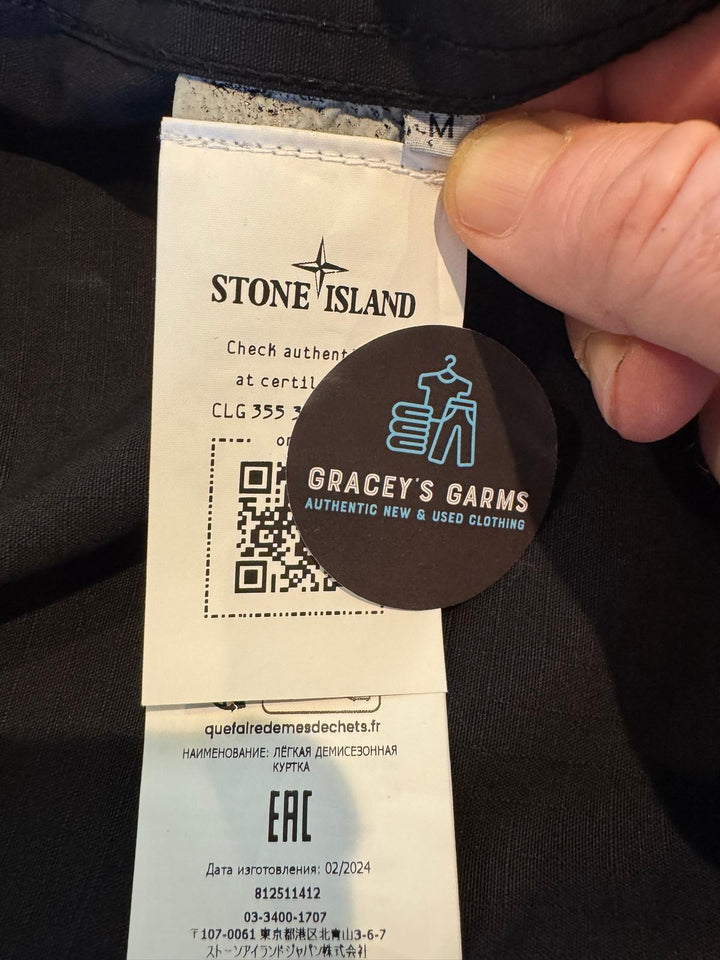 M
STONE ISLAND
Check authenti
at certil
CLG 355 3
or
GRACEY'S GARMS
AUTHENTIC NEW & USED CLOTHING
quefairedemesdechets.fr
НАИМЕНОВАНИЕ: ЛЁГКАЯ ДЕМИСЕЗОННАЯ
КУРТКА
EAC
Дата изготовления: 02/2024
812511412
03-3400-1707
〒107-0061 東京都港区北青山3-6-7
ストーンアイランドジャパン株式会社